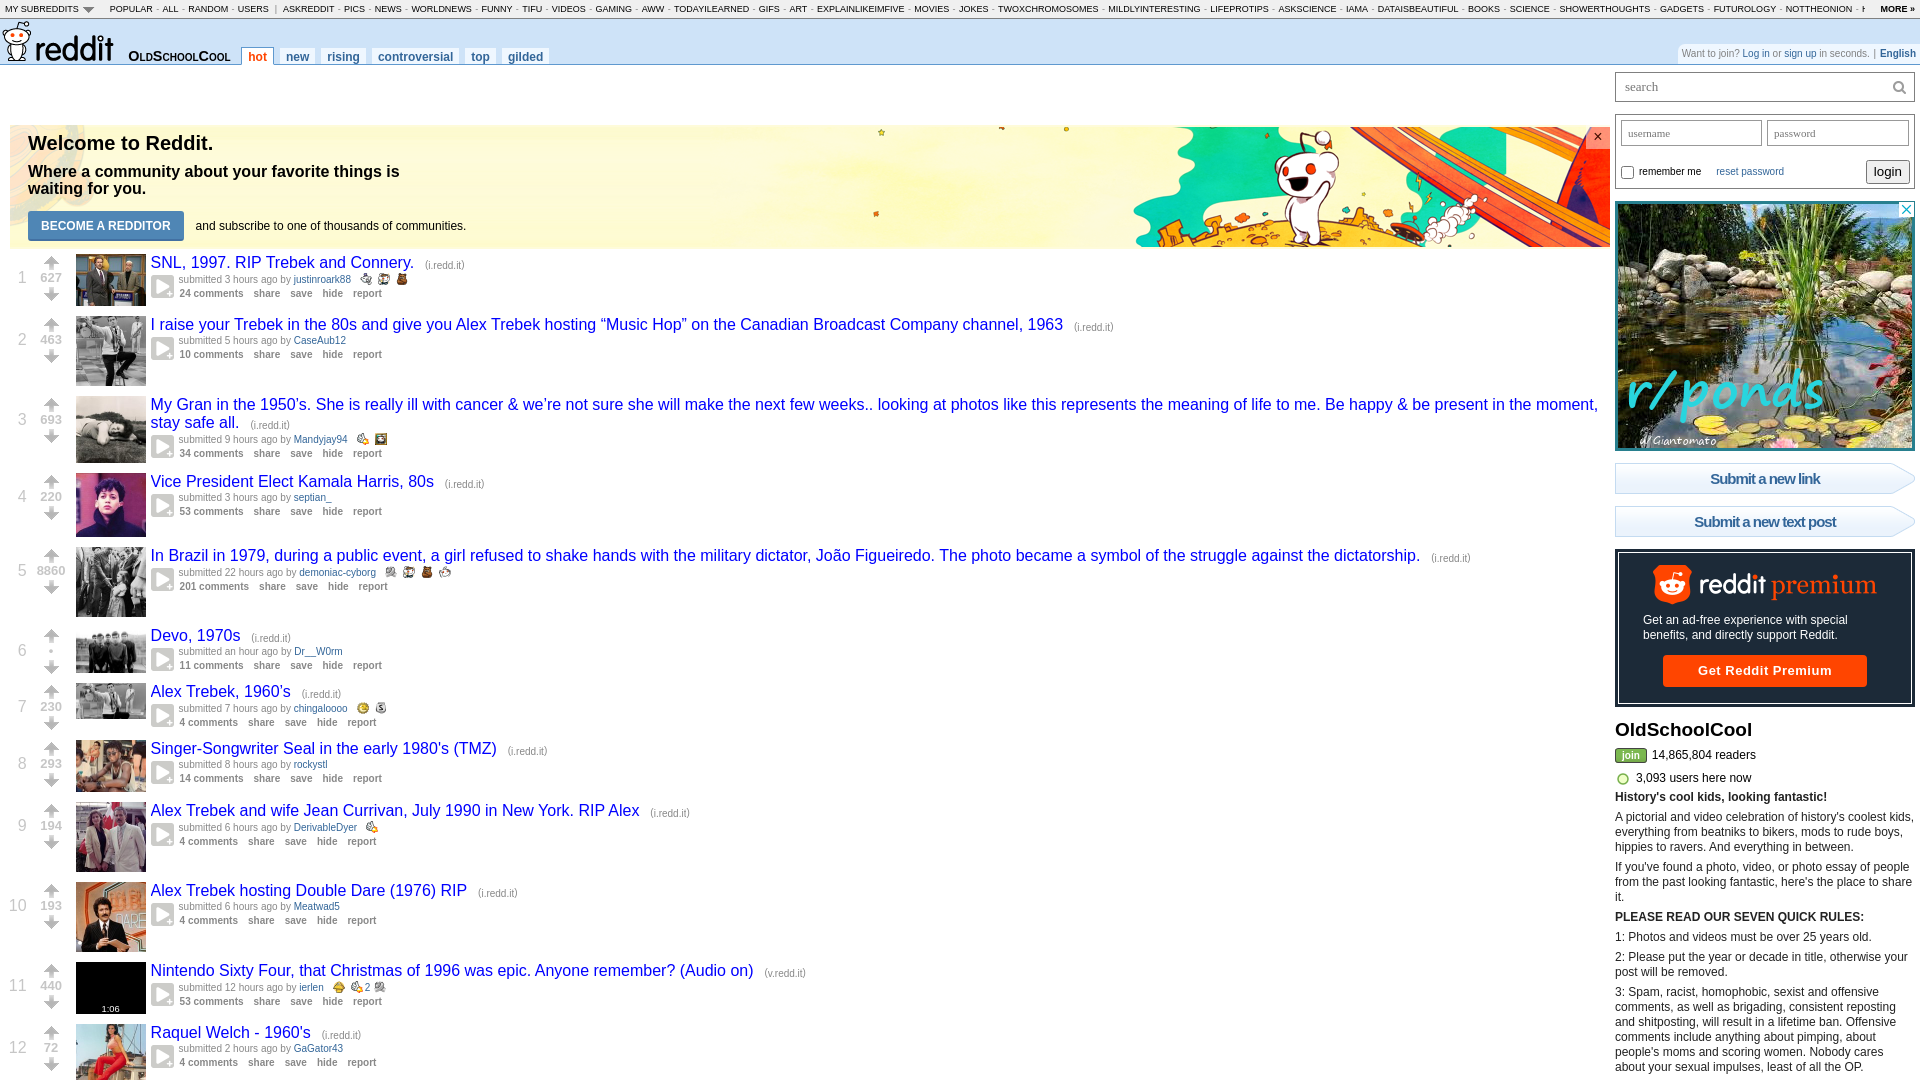 MY SUBREDDITS POPULAR - ALL - RANDOM - USERS | ASKREDDIT - PICS - NEWS - WORLDNEWS - FUNNY - TIFU - VIDEOS - GAMING - AWW - TODAYILEARNED - GIFS - ART - EXPLAINLIKEIMFIVE - MOVIES - JOKES - TWOXCHROMOSOMES - MILDLYINTERESTING - LIFEPROTIPS - ASKSCIENCE - IAMA - DATAISBEAUTIFUL - BOOKS - SCIENCE - SHOWERTHOUGHTS - GADGETS - FUTUROLOGY - NOTTHEONION - MORE »
reddit OldSchoolCool hot new rising controversial top gilded
Want to join? Log in or sign up in seconds. | English
Welcome to Reddit.
Where a community about your favorite things is
waiting for you.
BECOME A REDDITOR and subscribe to one of thousands of communities.
×
1 627 SNL, 1997. RIP Trebek and Connery. (i.redd.it)
submitted 3 hours ago by justinroark88
24 comments share save hide report
2 463 I raise your Trebek in the 80s and give you Alex Trebek hosting “Music Hop” on the Canadian Broadcast Company channel, 1963 (i.redd.it)
submitted 5 hours ago by CaseAub12
10 comments share save hide report
3 693 My Gran in the 1950’s. She is really ill with cancer & we’re not sure she will make the next few weeks.. looking at photos like this represents the meaning of life to me. Be happy & be present in the moment,
stay safe all. (i.redd.it)
submitted 9 hours ago by Mandyjay94
34 comments share save hide report
4 220 Vice President Elect Kamala Harris, 80s (i.redd.it)
submitted 3 hours ago by septian_
53 comments share save hide report
5 8860 In Brazil in 1979, during a public event, a girl refused to shake hands with the military dictator, João Figueiredo. The photo became a symbol of the struggle against the dictatorship. (i.redd.it)
submitted 22 hours ago by demoniac-cyborg
201 comments share save hide report
6 • Devo, 1970s (i.redd.it)
submitted an hour ago by Dr__W0rm
11 comments share save hide report
7 230 Alex Trebek, 1960’s (i.redd.it)
submitted 7 hours ago by chingaloooo
4 comments share save hide report
8 293 Singer-Songwriter Seal in the early 1980's (TMZ) (i.redd.it)
submitted 8 hours ago by rockystl
14 comments share save hide report
9 194 Alex Trebek and wife Jean Currivan, July 1990 in New York. RIP Alex (i.redd.it)
submitted 6 hours ago by DerivableDyer
4 comments share save hide report
10 193 Alex Trebek hosting Double Dare (1976) RIP (i.redd.it)
submitted 6 hours ago by Meatwad5
4 comments share save hide report
11 440 Nintendo Sixty Four, that Christmas of 1996 was epic. Anyone remember? (Audio on) (v.redd.it)
submitted 12 hours ago by ierlen 2
53 comments share save hide report
1:06
12 72 Raquel Welch - 1960's (i.redd.it)
submitted 2 hours ago by GaGator43
4 comments share save hide report
search
username password
remember me reset password login
r/ponds
u/Giantomato
Submit a new link
Submit a new text post
reddit premium
Get an ad-free experience with special
benefits, and directly support Reddit.
Get Reddit Premium
OldSchoolCool
join 14,865,804 readers
3,093 users here now
History's cool kids, looking fantastic!
A pictorial and video celebration of history's coolest kids,
everything from beatniks to bikers, mods to rude boys,
hippies to ravers. And everything in between.
If you've found a photo, video, or photo essay of people
from the past looking fantastic, here's the place to share
it.
PLEASE READ OUR SEVEN QUICK RULES:
1: Photos and videos must be over 25 years old.
2: Please put the year or decade in title, otherwise your
post will be removed.
3: Spam, racist, homophobic, sexist and offensive
comments, as well as brigading, consistent reposting
and shitposting, will result in a lifetime ban. Offensive
comments include anything about pimping, about
people's moms and scoring women. Nobody cares
about your sexual impulses, least of all the OP.